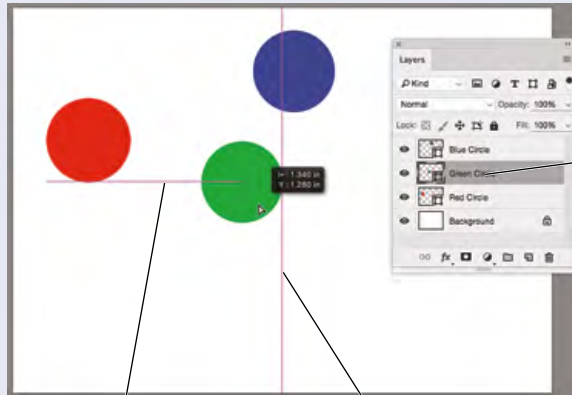 Layers
Kind
Normal
Opacity: 100%
Lock:
Fill: 100%
Blue Circle
Green Circle
Red Circle
Background
fx
: 1.340 in
: 1.280 in